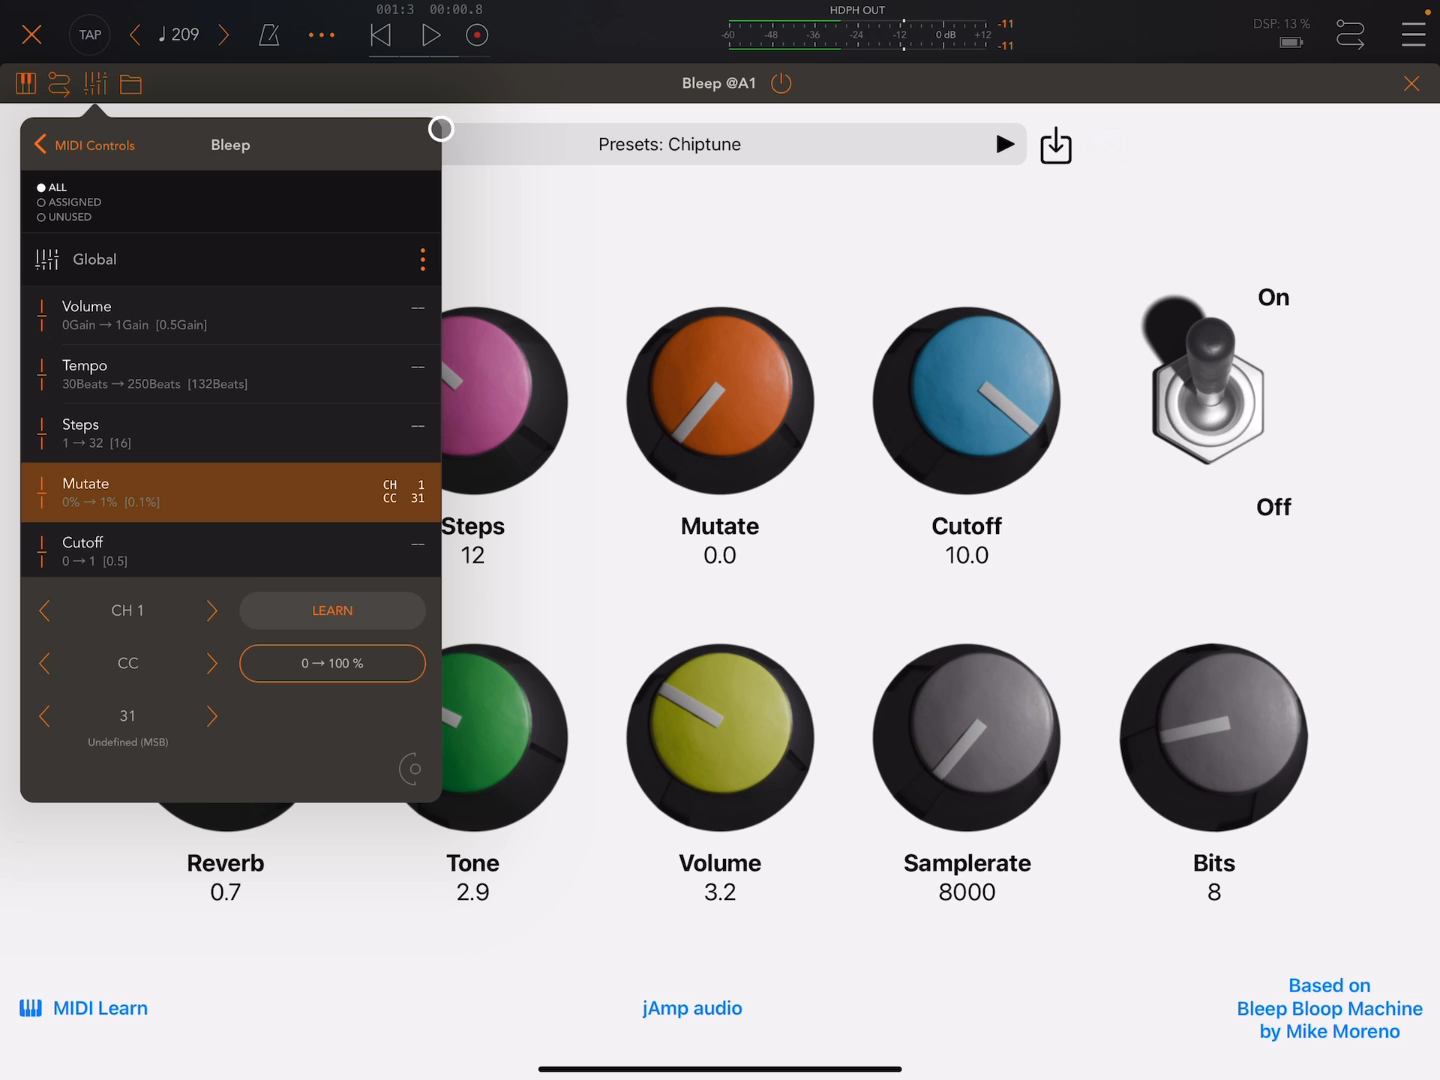 001:3 00:00.8
HDPH OUT
TAP
♩ 209
-60 -48 -36 -24 -12 0 dB +12
-11
-11
DSP: 13 %
Bleep @A1
MIDI Controls
Bleep
Presets: Chiptune
ALL
ASSIGNED
UNUSED
Global
Volume
0Gain → 1Gain [0.5Gain]
Tempo
30Beats → 250Beats [132Beats]
Steps
1 → 32 [16]
Mutate
0% → 1% [0.1%]
CH 1
CC 31
Cutoff
0 → 1 [0.5]
CH 1
LEARN
CC
0 → 100 %
31
Undefined (MSB)
On
Off
Steps
12
Mutate
0.0
Cutoff
10.0
Reverb
0.7
Tone
2.9
Volume
3.2
Samplerate
8000
Bits
8
MIDI Learn
jAmp audio
Based on
Bleep Bloop Machine
by Mike Moreno